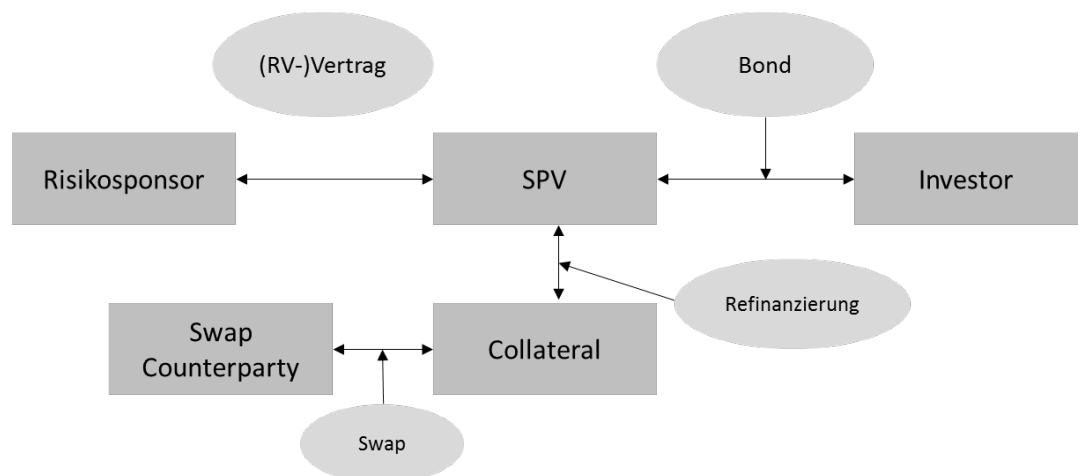 (RV-)Vertrag
Bond
Risikosponsor
SPV
Investor
Refinanzierung
Swap
Counterparty
Collateral
Swap